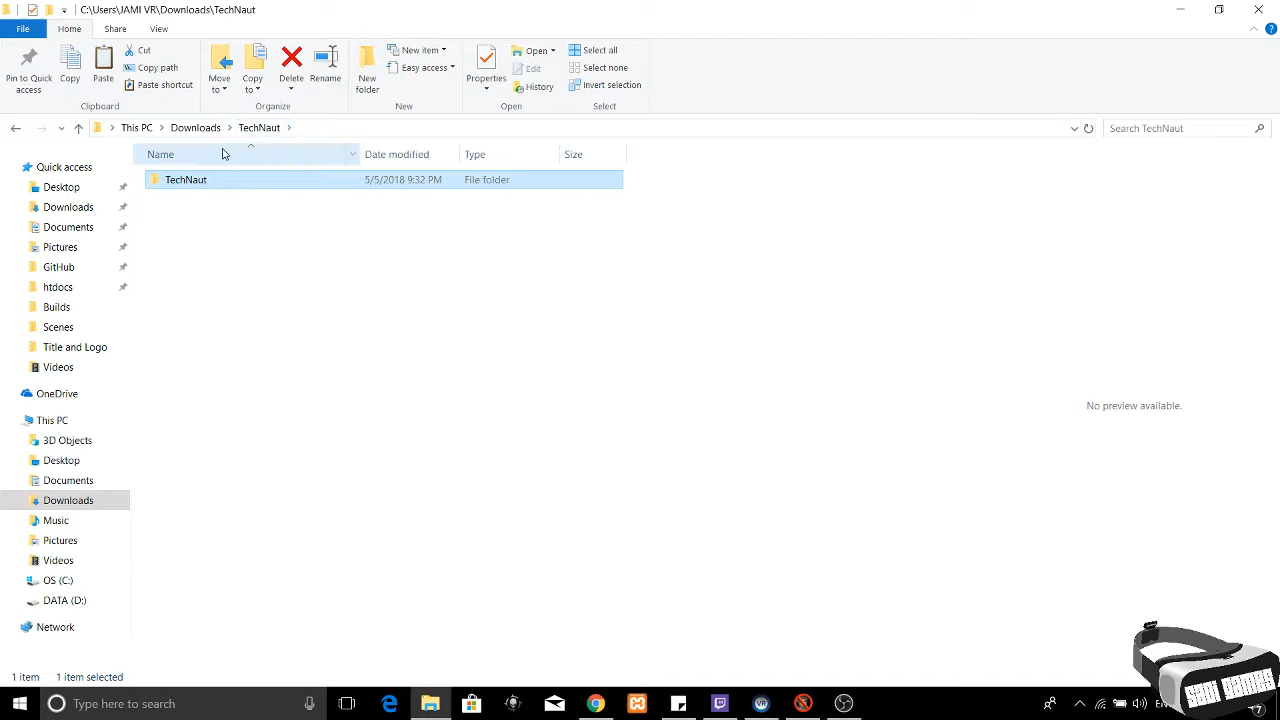 C:\Users\JAMI VR\Downloads\TechNaut
File Home Share View
Pin to Quick access
Copy
Paste
Cut
Copy path
Paste shortcut
Clipboard
Move to
Copy to
Delete
Rename
Organize
New folder
New item
Easy access
New
Properties
Open
Edit
History
Open
Select all
Select none
Invert selection
Select
This PC Downloads TechNaut
Search TechNaut
Name Date modified Type Size
TechNaut 5/5/2018 9:32 PM File folder
Quick access
Desktop
Downloads
Documents
Pictures
GitHub
htdocs
Builds
Scenes
Title and Logo
Videos
OneDrive
This PC
3D Objects
Desktop
Documents
Downloads
Music
Pictures
Videos
OS (C:)
DATA (D:)
Network
No preview available.
1 item 1 item selected
Type here to search
VR